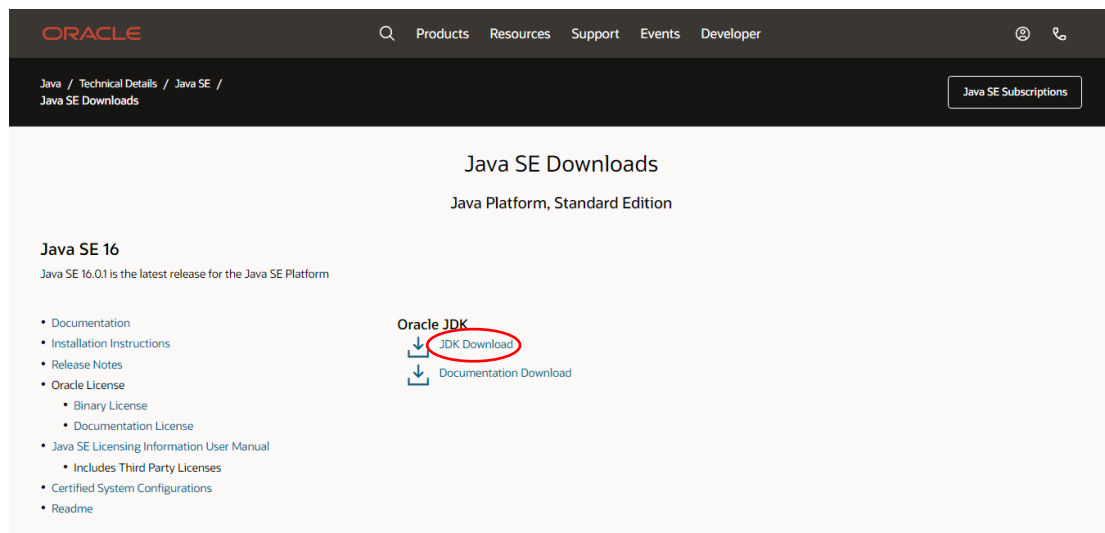 ORACLE
Products Resources Support Events Developer
Java / Technical Details / Java SE /
Java SE Downloads
Java SE Subscriptions
Java SE Downloads
Java Platform, Standard Edition
Java SE 16
Java SE 16.0.1 is the latest release for the Java SE Platform
• Documentation
• Installation Instructions
• Release Notes
• Oracle License
• Binary License
• Documentation License
• Java SE Licensing Information User Manual
• Includes Third Party Licenses
• Certified System Configurations
• Readme
Oracle JDK
JDK Download
Documentation Download